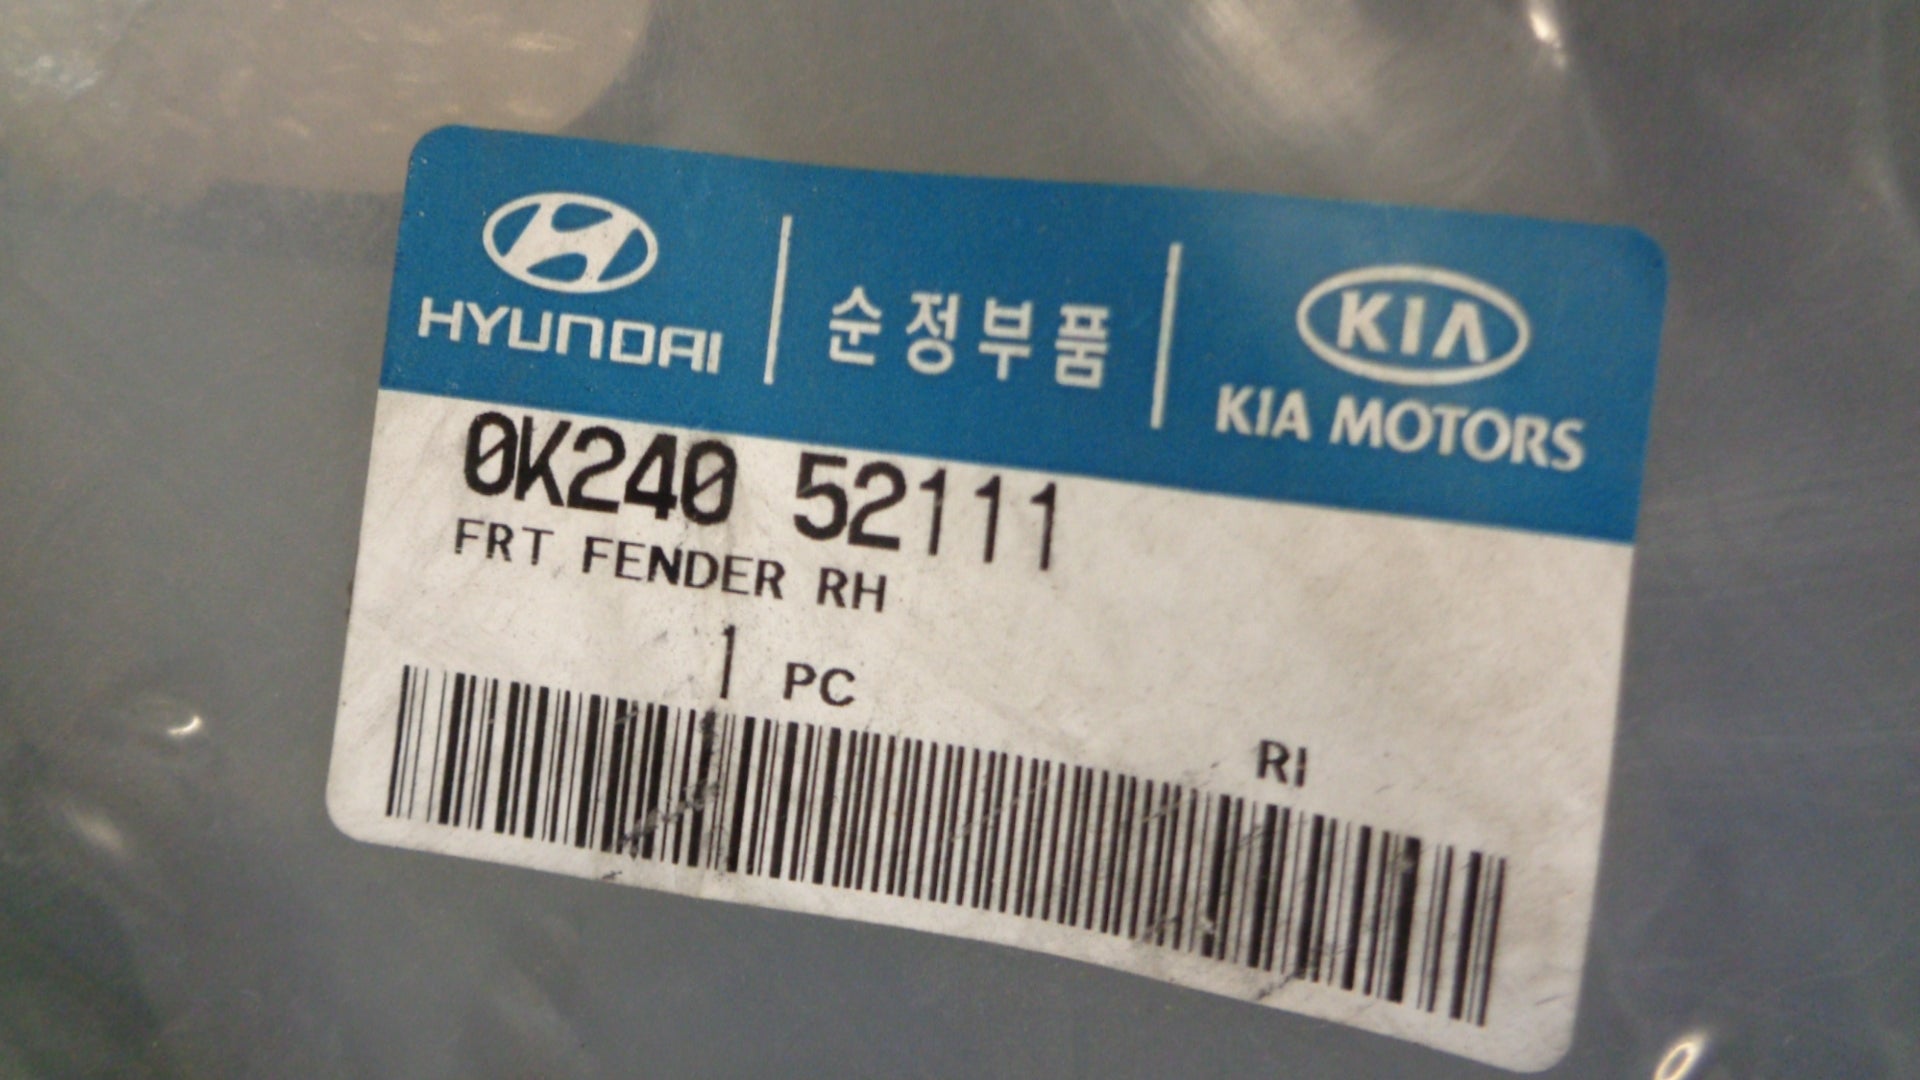 HYUNDAI
순정부품
KIA
KIA MOTORS
0K240 52111
FRT FENDER RH
1 PC
RI